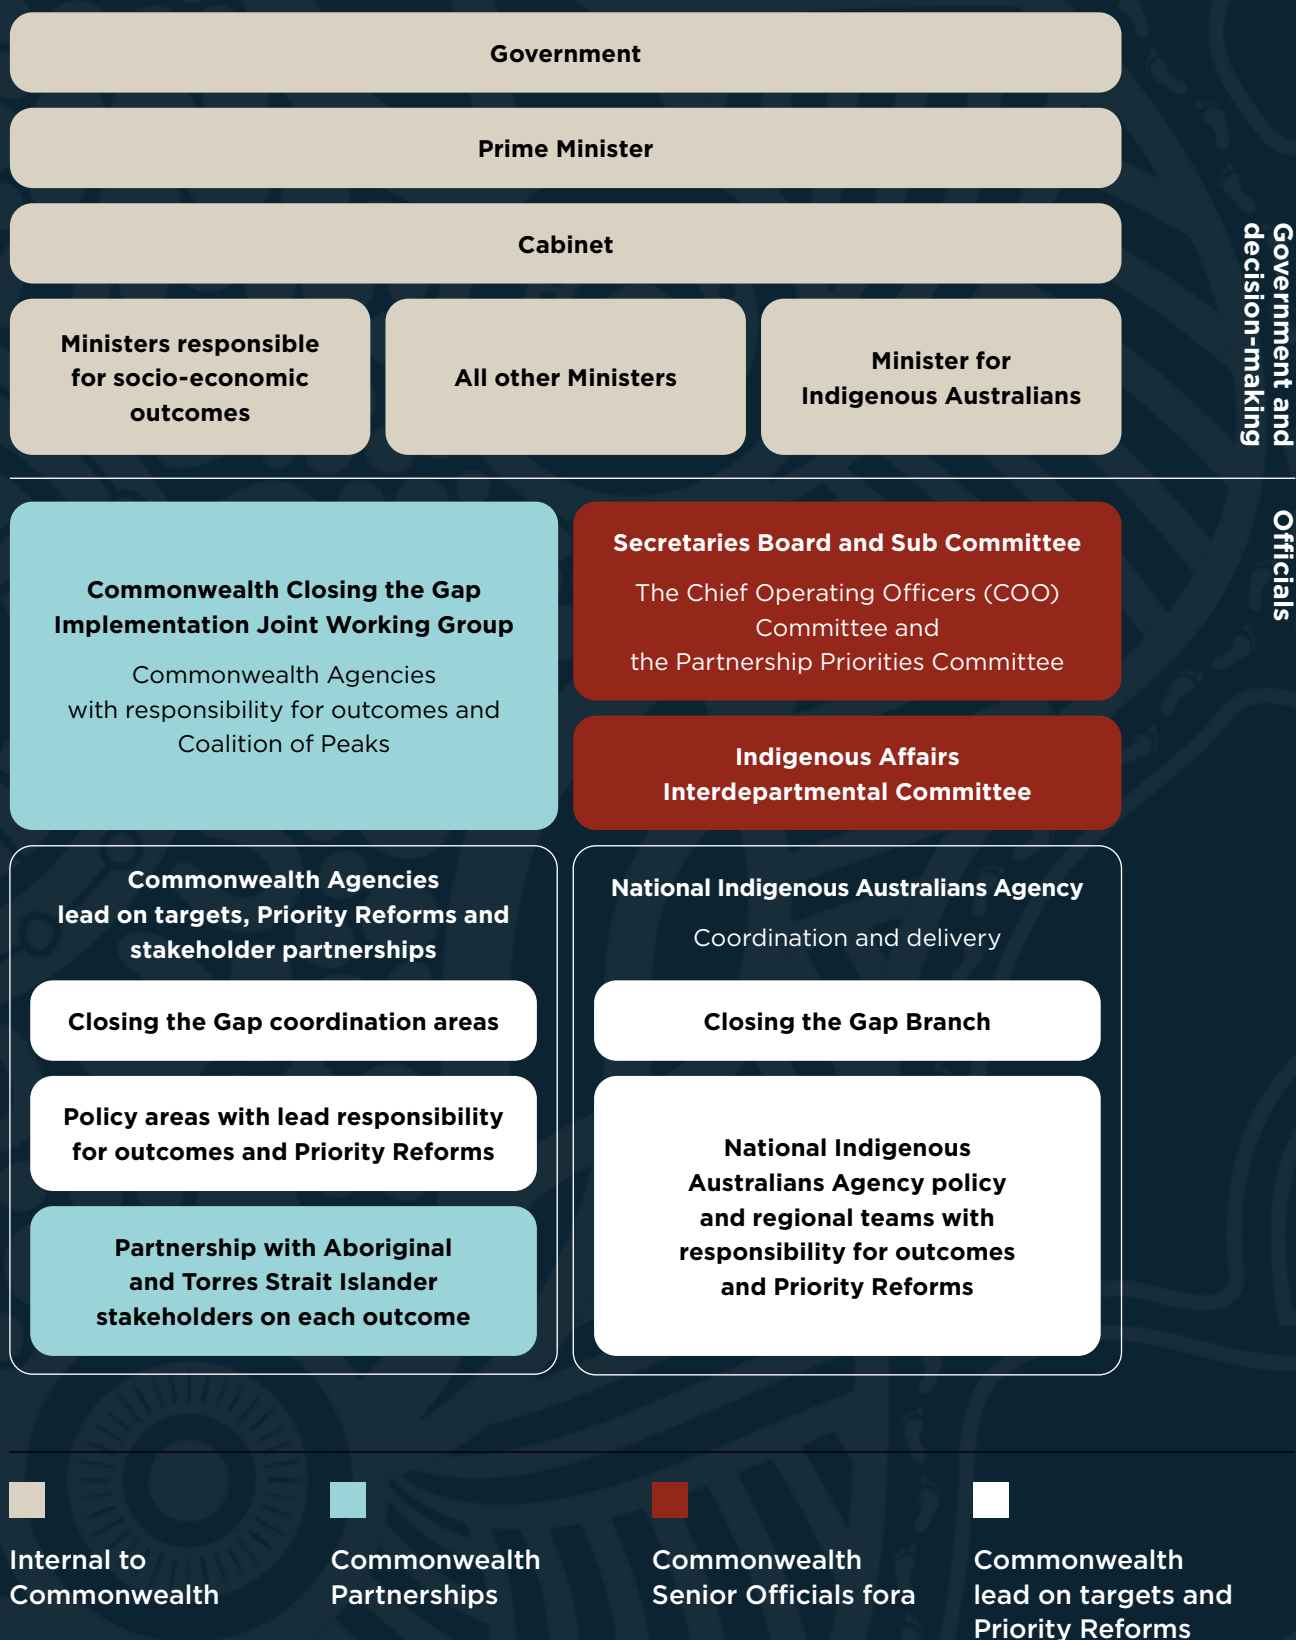 Government
Prime Minister
Cabinet
Ministers responsible
for socio-economic
outcomes
All other Ministers
Minister for
Indigenous Australians
Government and
decision-making
Commonwealth Closing the Gap
Implementation Joint Working Group
Commonwealth Agencies
with responsibility for outcomes and
Coalition of Peaks
Secretaries Board and Sub Committee
The Chief Operating Officers (COO)
Committee and
the Partnership Priorities Committee
Indigenous Affairs
Interdepartmental Committee
Officials
Commonwealth Agencies
lead on targets, Priority Reforms and
stakeholder partnerships
Closing the Gap coordination areas
Policy areas with lead responsibility
for outcomes and Priority Reforms
Partnership with Aboriginal
and Torres Strait Islander
stakeholders on each outcome
National Indigenous Australians Agency
Coordination and delivery
Closing the Gap Branch
National Indigenous
Australians Agency policy
and regional teams with
responsibility for outcomes
and Priority Reforms
Internal to
Commonwealth
Commonwealth
Partnerships
Commonwealth
Senior Officials fora
Commonwealth
lead on targets and
Priority Reforms